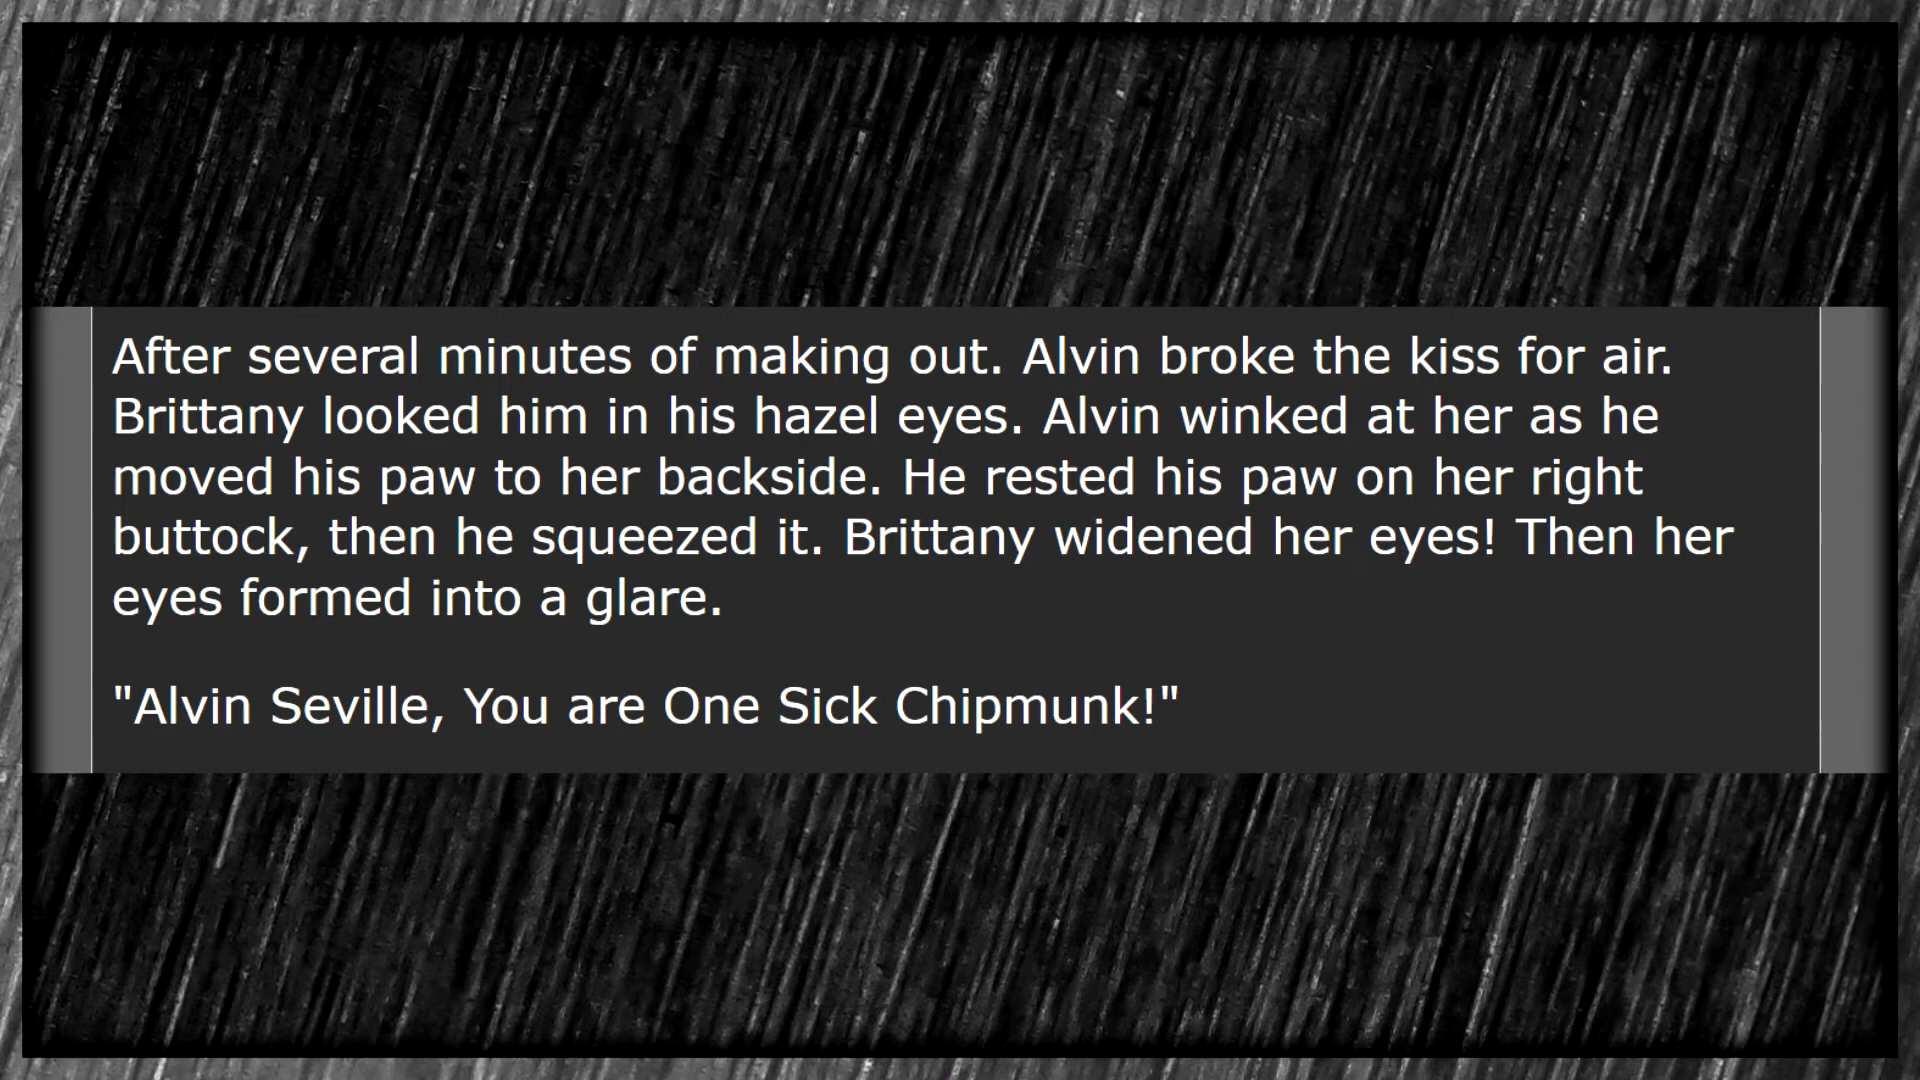 After several minutes of making out. Alvin broke the kiss for air.
Brittany looked him in his hazel eyes. Alvin winked at her as he
moved his paw to her backside. He rested his paw on her right
buttock, then he squeezed it. Brittany widened her eyes! Then her
eyes formed into a glare.
"Alvin Seville, You are One Sick Chipmunk!"